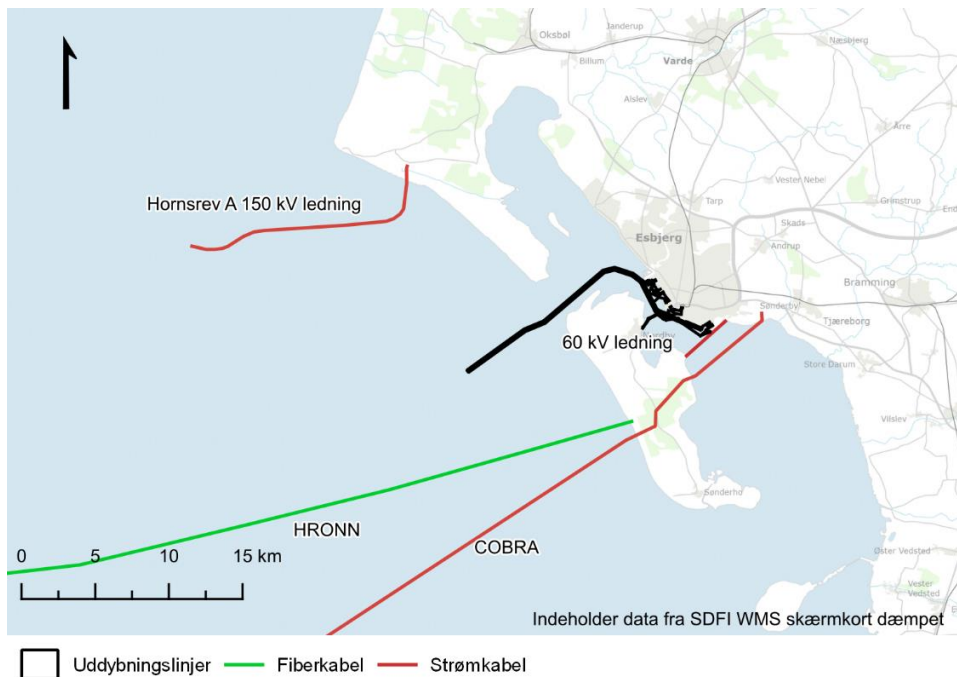 Oksbøl
Janderup
Billum
Varde
Næsbjerg
Alslev
Årre
Vester Nebel
Hornsrev A 150 kV ledning
Tarp
Grimstrup
Skads
Esbjerg
Andrup
Bramming
Sønderby
Tjæreborg
60 kV ledning
Store Darum
Vilslev
Sønderho
HRONN
COBRA
0 5 10 15 km
Øster Vedsted
Vester
Vedsted
Indeholder data fra SDFI WMS skærmkort dæmpet
Uddybningslinjer Fiberkabel Strømkabel